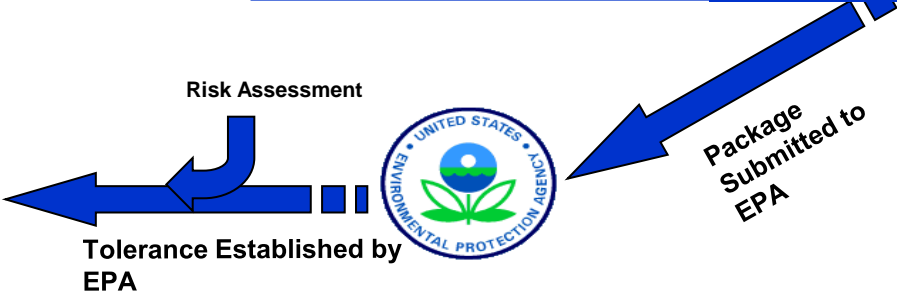 Risk Assessment
UNITED STATES
ENVIRONMENTAL PROTECTION AGENCY
Package
Submitted to
EPA
Tolerance Established by
EPA